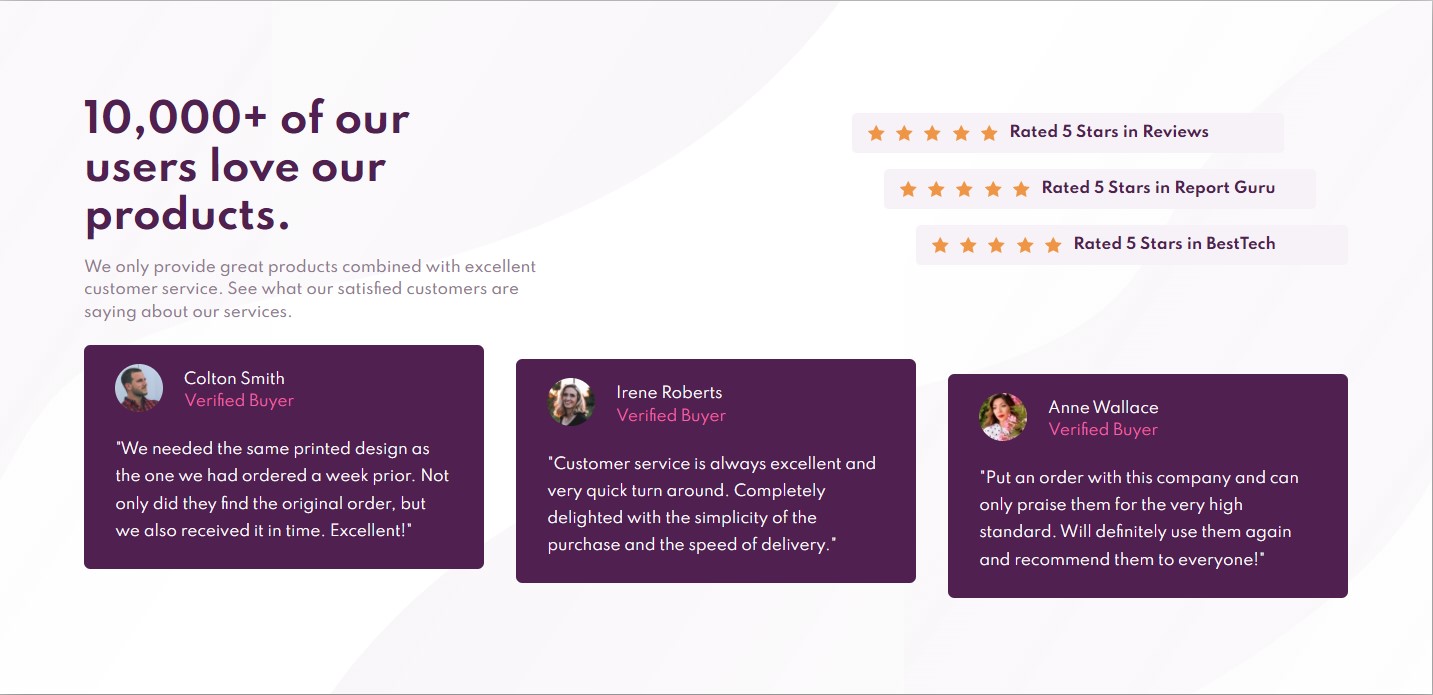 10,000+ of our
users love our
products.
We only provide great products combined with excellent
customer service. See what our satisfied customers are
saying about our services.
Rated 5 Stars in Reviews
Rated 5 Stars in Report Guru
Rated 5 Stars in BestTech
Colton Smith
Verified Buyer
"We needed the same printed design as
the one we had ordered a week prior. Not
only did they find the original order, but
we also received it in time. Excellent!"
Irene Roberts
Verified Buyer
"Customer service is always excellent and
very quick turn around. Completely
delighted with the simplicity of the
purchase and the speed of delivery."
Anne Wallace
Verified Buyer
"Put an order with this company and can
only praise them for the very high
standard. Will definitely use them again
and recommend them to everyone!"